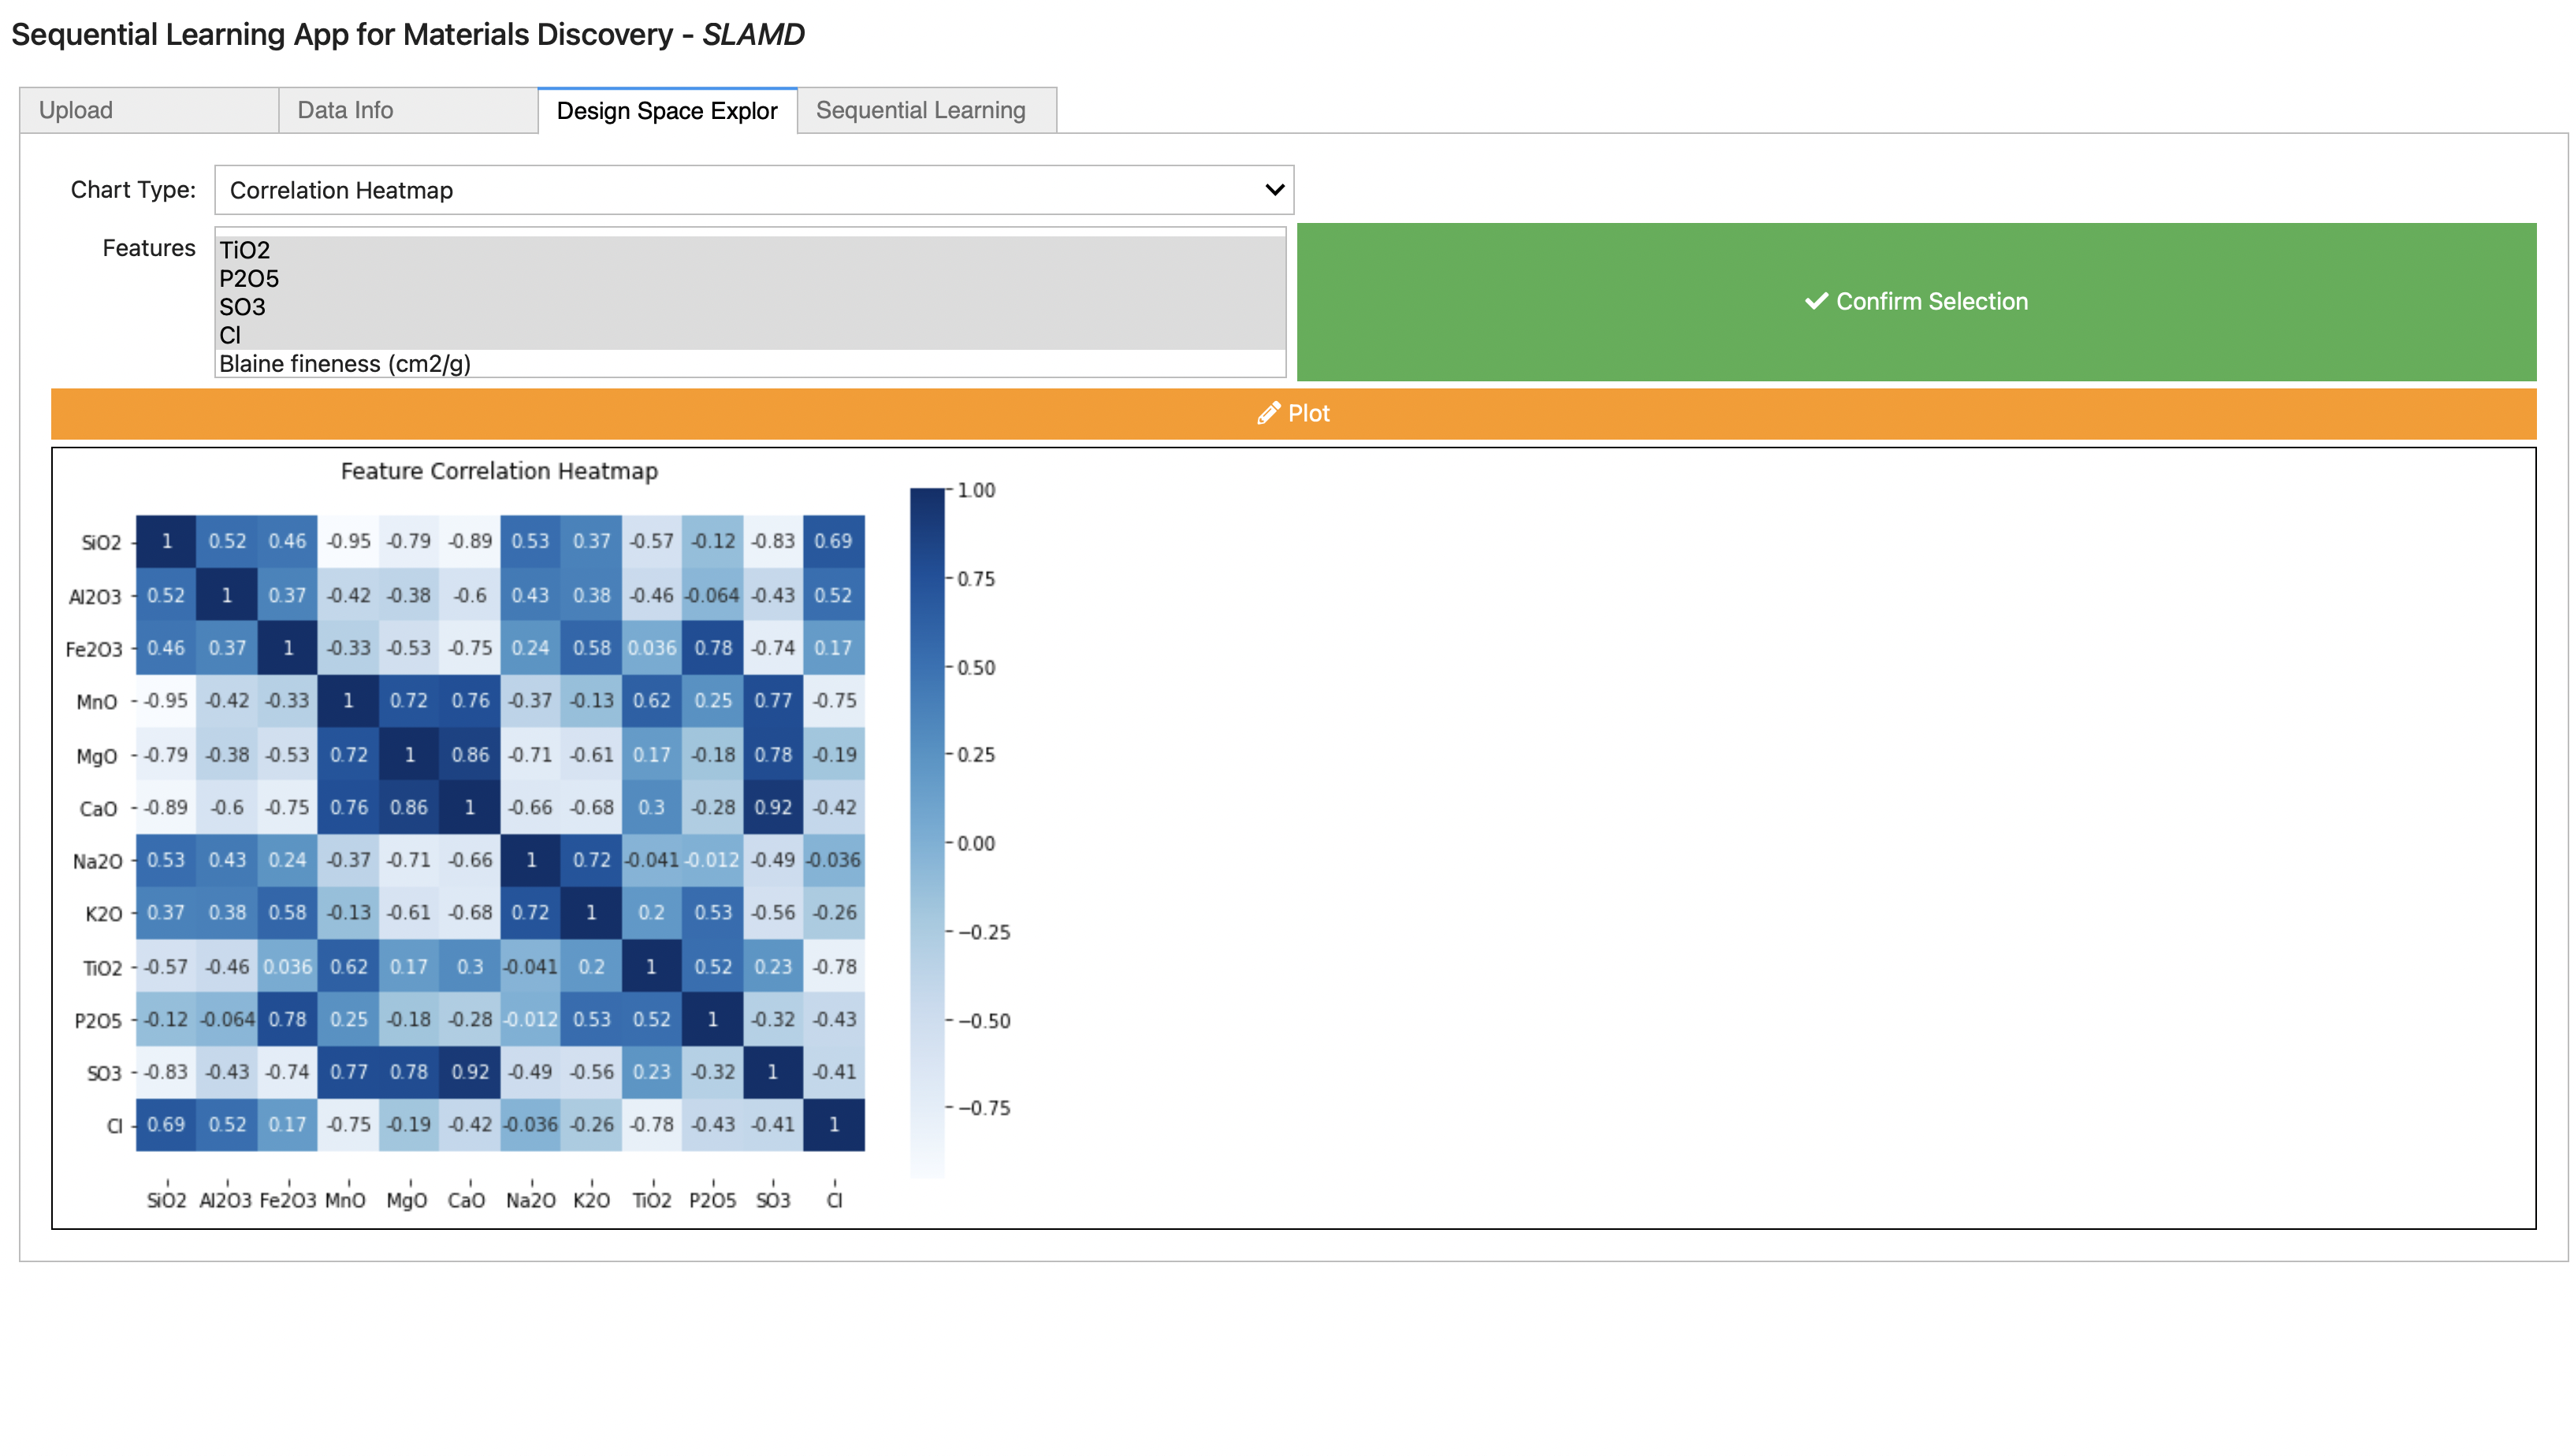 Sequential Learning App for Materials Discovery - SLAMD
Upload Data Info Design Space Explor Sequential Learning
Chart Type: Correlation Heatmap
Features
TiO2
P2O5
SO3
Cl
Blaine fineness (cm2/g)
Confirm Selection
Plot
Feature Correlation Heatmap
SiO2 1 0.52 0.46 -0.95 -0.79 -0.89 0.53 0.37 -0.57 -0.12 -0.83 0.69
Al2O3 0.52 1 0.37 -0.42 -0.38 -0.6 0.43 0.38 -0.46 -0.064 -0.43 0.52
Fe2O3 0.46 0.37 1 -0.33 -0.53 -0.75 0.24 0.58 0.036 0.78 -0.74 0.17
MnO -0.95 -0.42 -0.33 1 0.72 0.76 -0.37 -0.13 0.62 0.25 0.77 -0.75
MgO -0.79 -0.38 -0.53 0.72 1 0.86 -0.71 -0.61 0.17 -0.18 0.78 -0.19
CaO -0.89 -0.6 -0.75 0.76 0.86 1 -0.66 -0.68 0.3 -0.28 0.92 -0.42
Na2O 0.53 0.43 0.24 -0.37 -0.71 -0.66 1 0.72 -0.041 -0.012 -0.49 -0.036
K2O 0.37 0.38 0.58 -0.13 -0.61 -0.68 0.72 1 0.2 0.53 -0.56 -0.26
TiO2 -0.57 -0.46 0.036 0.62 0.17 0.3 -0.041 0.2 1 0.52 0.23 -0.78
P2O5 -0.12 -0.064 0.78 0.25 -0.18 -0.28 -0.012 0.53 0.52 1 -0.32 -0.43
SO3 -0.83 -0.43 -0.74 0.77 0.78 0.92 -0.49 -0.56 0.23 -0.32 1 -0.41
Cl 0.69 0.52 0.17 -0.75 -0.19 -0.42 -0.036 -0.26 -0.78 -0.43 -0.41 1
SiO2 Al2O3 Fe2O3 MnO MgO CaO Na2O K2O TiO2 P2O5 SO3 Cl
1.00
0.75
0.50
0.25
0.00
−0.25
−0.50
−0.75